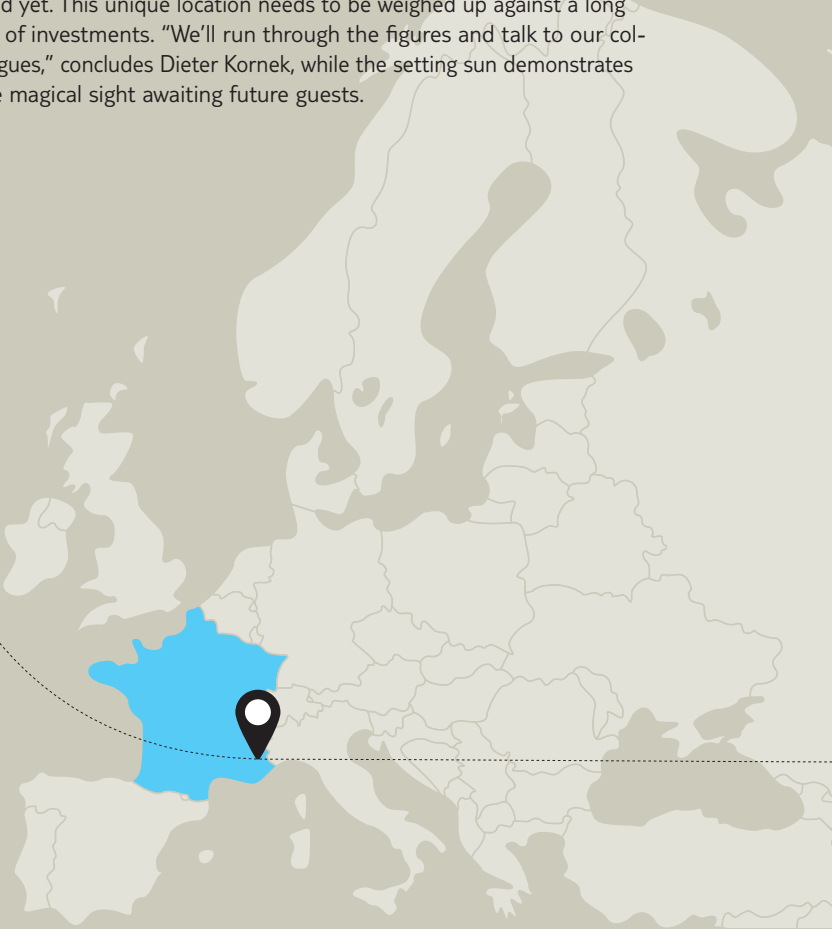 yet. This unique location needs to be weighed up against a long
of investments. “We’ll run through the figures and talk to our col-
gues,” concludes Dieter Kornek, while the setting sun demonstrates
magical sight awaiting future guests.